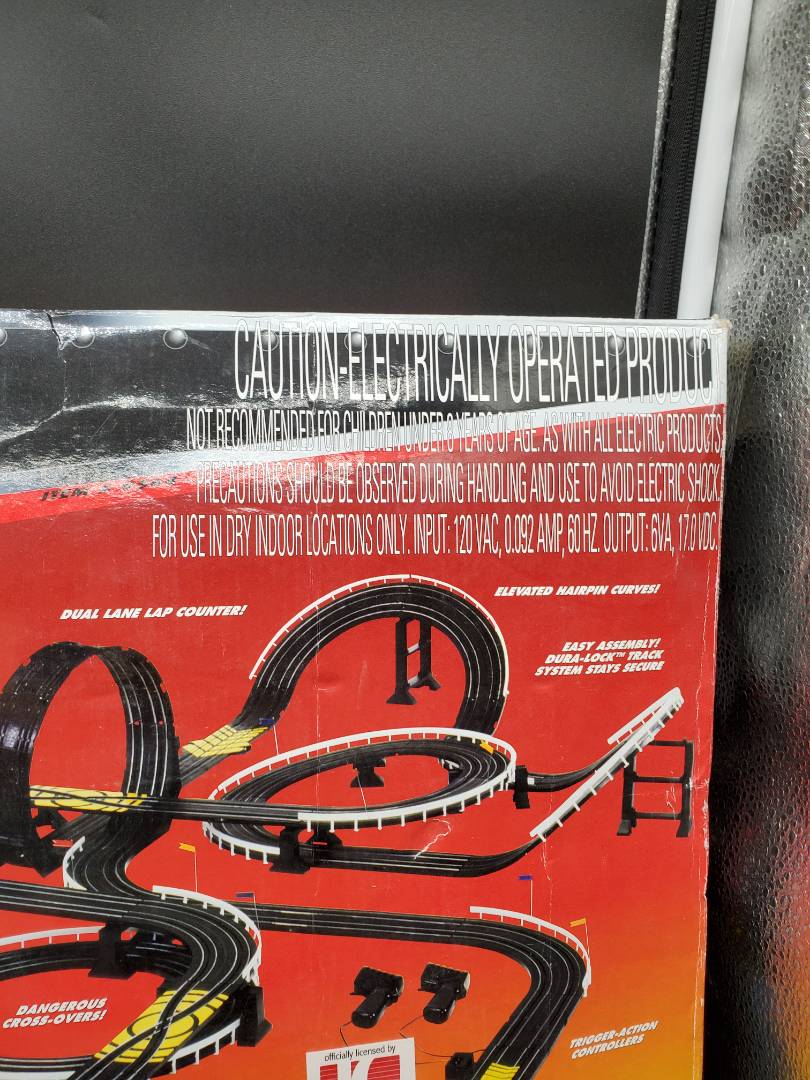 CAUTION-ELECTRICALLY OPERATED PRODUCT
NOT RECOMMENDED FOR CHILDREN UNDER 8 YEARS OF AGE. AS WITH ALL ELECTRIC PRODUCTS,
PRECAUTIONS SHOULD BE OBSERVED DURING HANDLING AND USE TO AVOID ELECTRIC SHOCK.
FOR USE IN DRY INDOOR LOCATIONS ONLY. INPUT: 120 VAC, 0.092 AMP, 60 HZ. OUTPUT: 6VA, 17.0 VDC.
ITEM
ELEVATED HAIRPIN CURVES!
DUAL LANE LAP COUNTER!
EASY ASSEMBLY!
DURA-LOCK™ TRACK
SYSTEM STAYS SECURE
DANGEROUS
CROSS-OVERS!
TRIGGER-ACTION
CONTROLLERS
officially licensed by